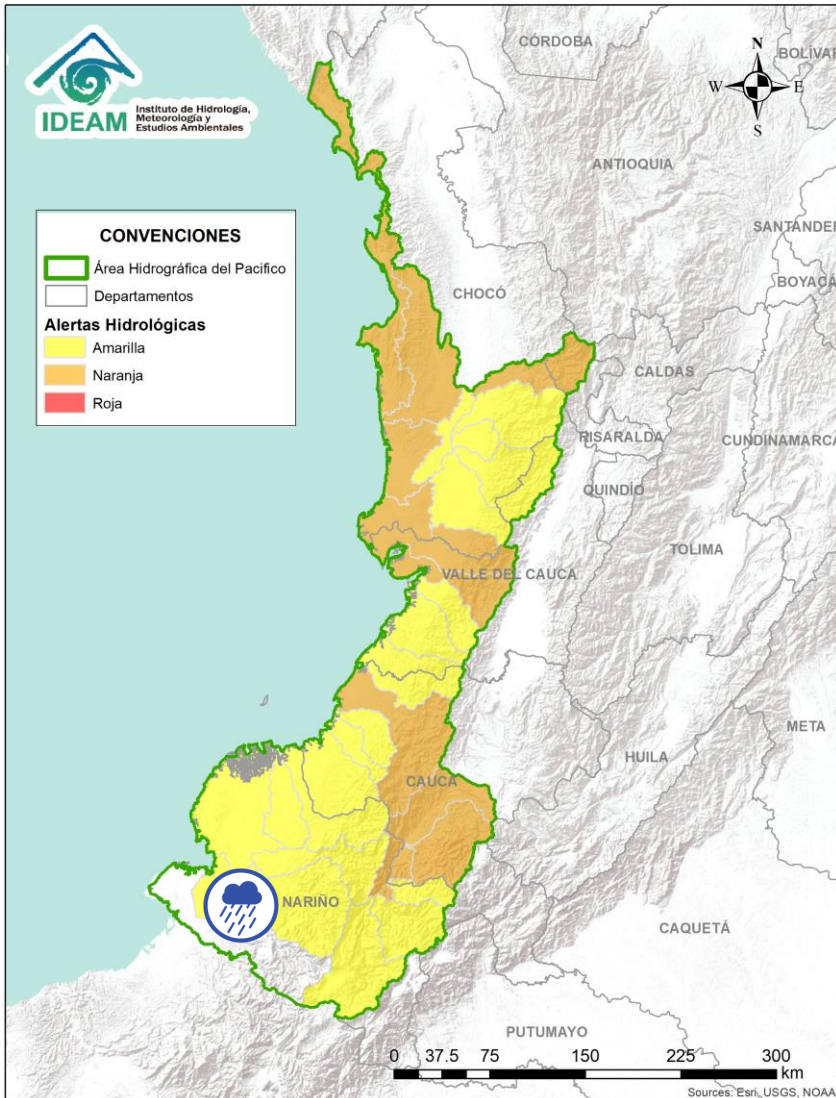 IDEAM
Instituto de Hidrología,
Meteorología y
Estudios Ambientales
CÓRDOBA
BOLÍVAR
N
W
E
S
ANTIOQUIA
SANTANDER
BOYACÁ
CONVENCIONES
Área Hidrográfica del Pacifico
Departamentos
Alertas Hidrológicas
Amarilla
Naranja
Roja
CHOCÓ
CALDAS
RISARALDA
CUNDINAMARCA
QUINDÍO
TOLIMA
VALLE DEL CAUCA
META
HUILA
CAUCA
NARIÑO
CAQUETÁ
PUTUMAYO
0 37.5 75 150 225 300
km
Sources: Esri, USGS, NOAA